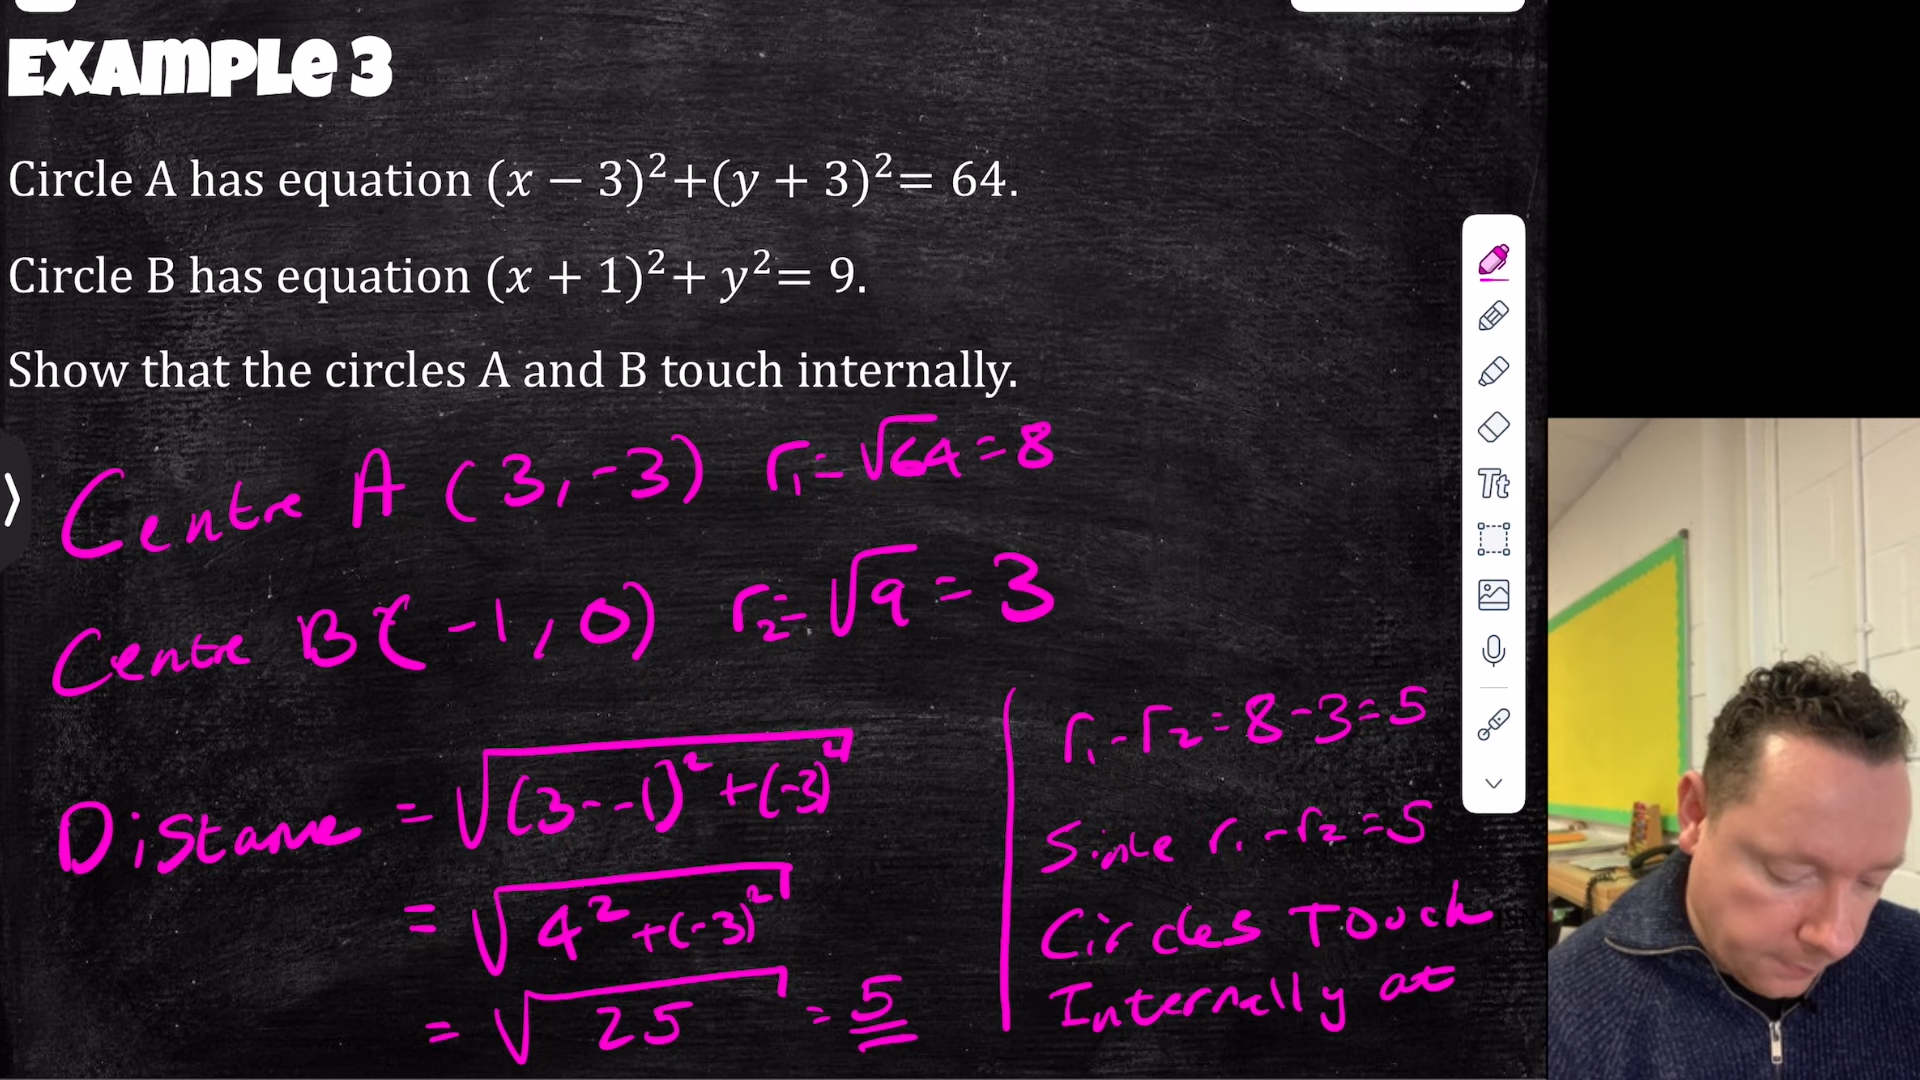 Example 3
Circle A has equation (x − 3)²+(y + 3)²= 64.
Circle B has equation (x + 1)²+ y²= 9.
Show that the circles A and B touch internally.
Centre A (3, -3) r₁ = √64 = 8
Centre B (-1, 0) r₂ = √9 = 3
Distance = √(3--1)² + (-3)²
= √4² + (-3)²
= √25 = 5
r₁ - r₂ = 8 - 3 = 5
Since r₁ - r₂ = 5
Circles Touch
Internally at
Tt